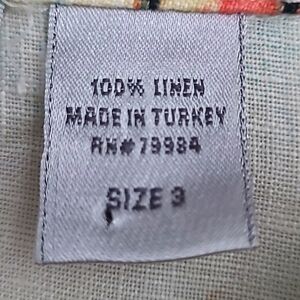 100% LINEN
MADE IN TURKEY
RN#79984
SIZE 3